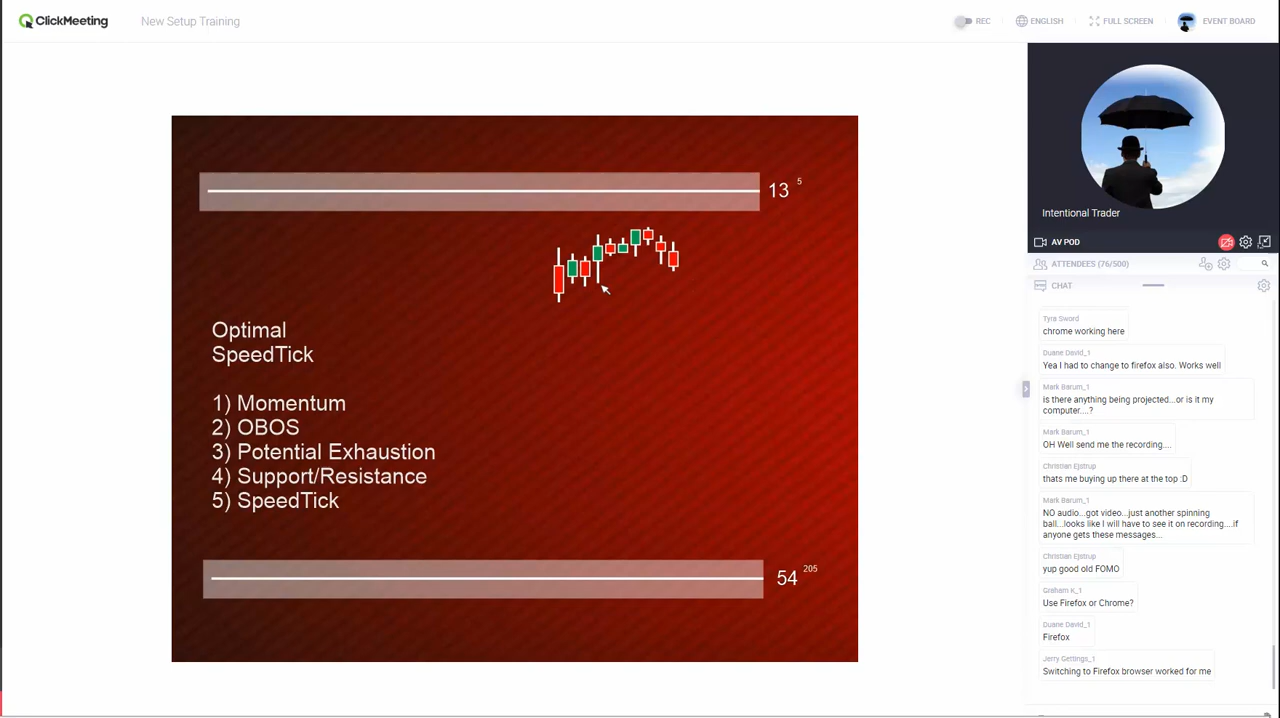 ClickMeeting
New Setup Training
REC
ENGLISH
FULL SCREEN
EVENT BOARD
13 5
Optimal
SpeedTick
1) Momentum
2) OBOS
3) Potential Exhaustion
4) Support/Resistance
5) SpeedTick
54 205
Intentional Trader
AV POD
ATTENDEES (76/500)
CHAT
Tyra Sword
chrome working here
Duane David_1
Yea I had to change to firefox also. Works well
Mark Barum_1
is there anything being projected...or is it my
computer....?
Mark Barum_1
OH Well send me the recording....
Christian Ejstrup
thats me buying up there at the top :D
Mark Barum_1
NO audio...got video...just another spinning
ball...looks like I will have to see it on recording....if
anyone gets these messages...
Christian Ejstrup
yup good old FOMO
Graham K_1
Use Firefox or Chrome?
Duane David_1
Firefox
Jerry Gettings_1
Switching to Firefox browser worked for me